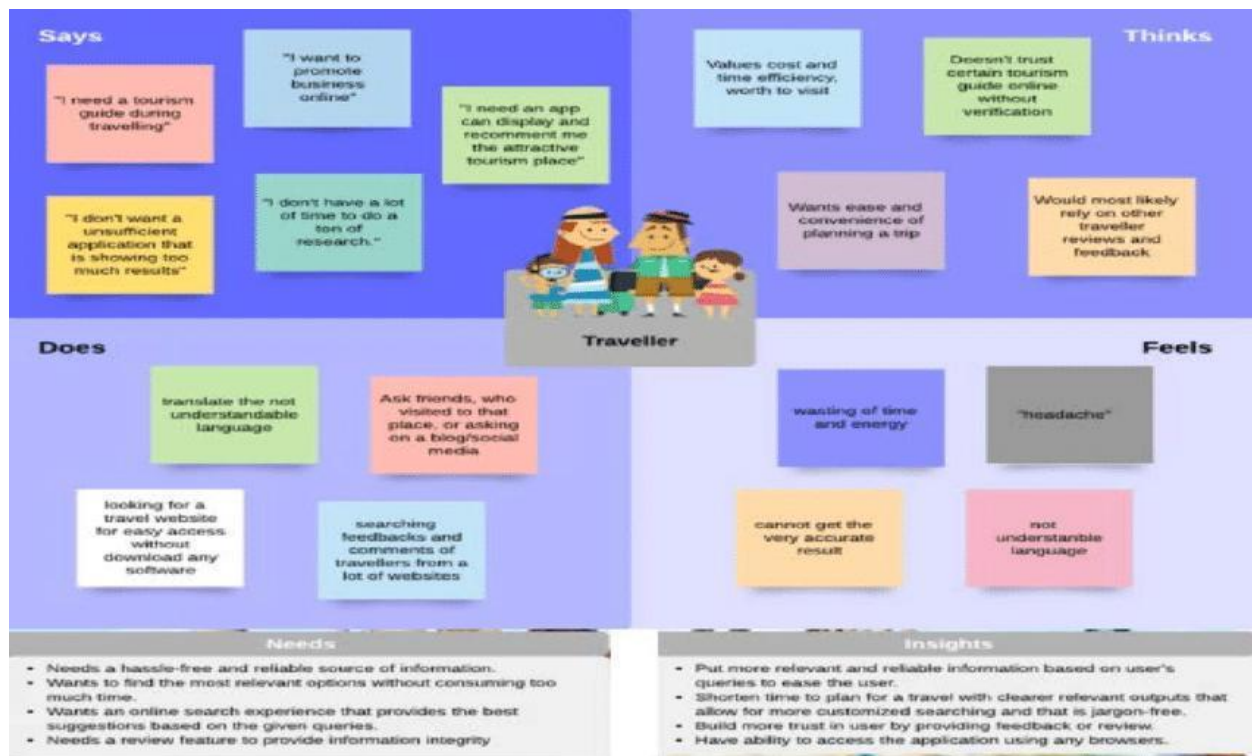 Says
"I need a tourism
guide during
travelling"
"I want to
promote
business
online"
"I need an app
can display and
recomment me
the attractive
tourism place"
"I don't want a
unsufficient
application that
is showing too
much results"
"I don't have a lot
of time to do a
ton of
research."
Thinks
Values cost and
time efficiency,
worth to visit
Doesn't trust
certain tourism
guide online
without
verification
Wants ease and
convenience of
planning a trip
Would most likely
rely on other
traveller
reviews and
feedback
Traveller
Does
translate the not
understandable
language
Ask friends, who
visited to that
place, or asking
on a blog/social
media
looking for a
travel website
for easy access
without
download any
software
searching
feedbacks and
comments of
travellers from a
lot of websites
Feels
wasting of time
and energy
"headache"
cannot get the
very accurate
result
not
understanble
language
Needs
• Needs a hassle-free and reliable source of information.
• Wants to find the most relevant options without consuming too
much time.
• Wants an online search experience that provides the best
suggestions based on the given queries.
• Needs a review feature to provide information integrity
Insights
• Put more relevant and reliable information based on user's
queries to ease the user.
• Shorten time to plan for a travel with clearer relevant outputs that
allow for more customized searching and that is jargon-free.
• Build more trust in user by providing feedback or review.
• Have ability to access the application using any browsers.